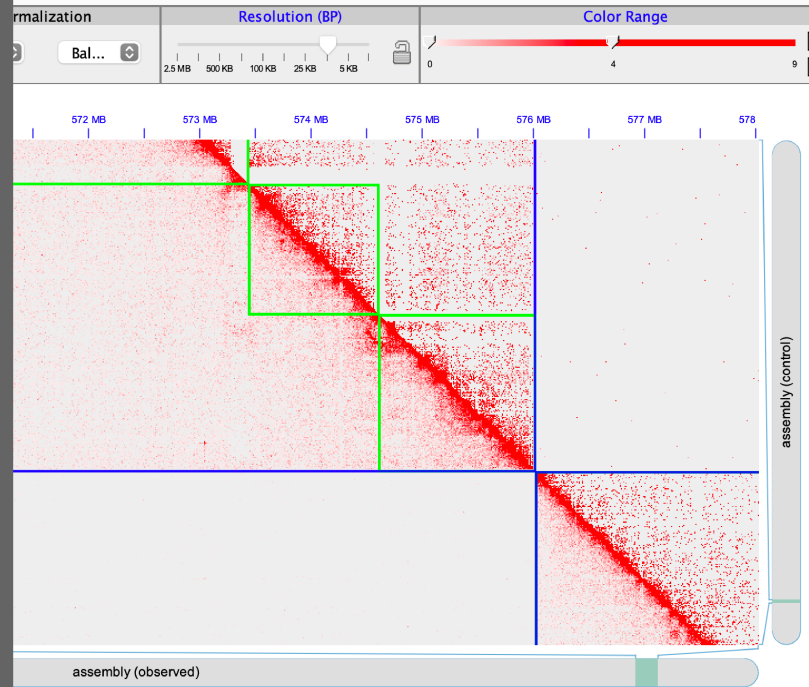 rmalization
Resolution (BP)
Color Range
Bal...
2.5 MB 500 KB 100 KB 25 KB 5 KB
0 4 9
572 MB 573 MB 574 MB 575 MB 576 MB 577 MB 578
assembly (control)
assembly (observed)